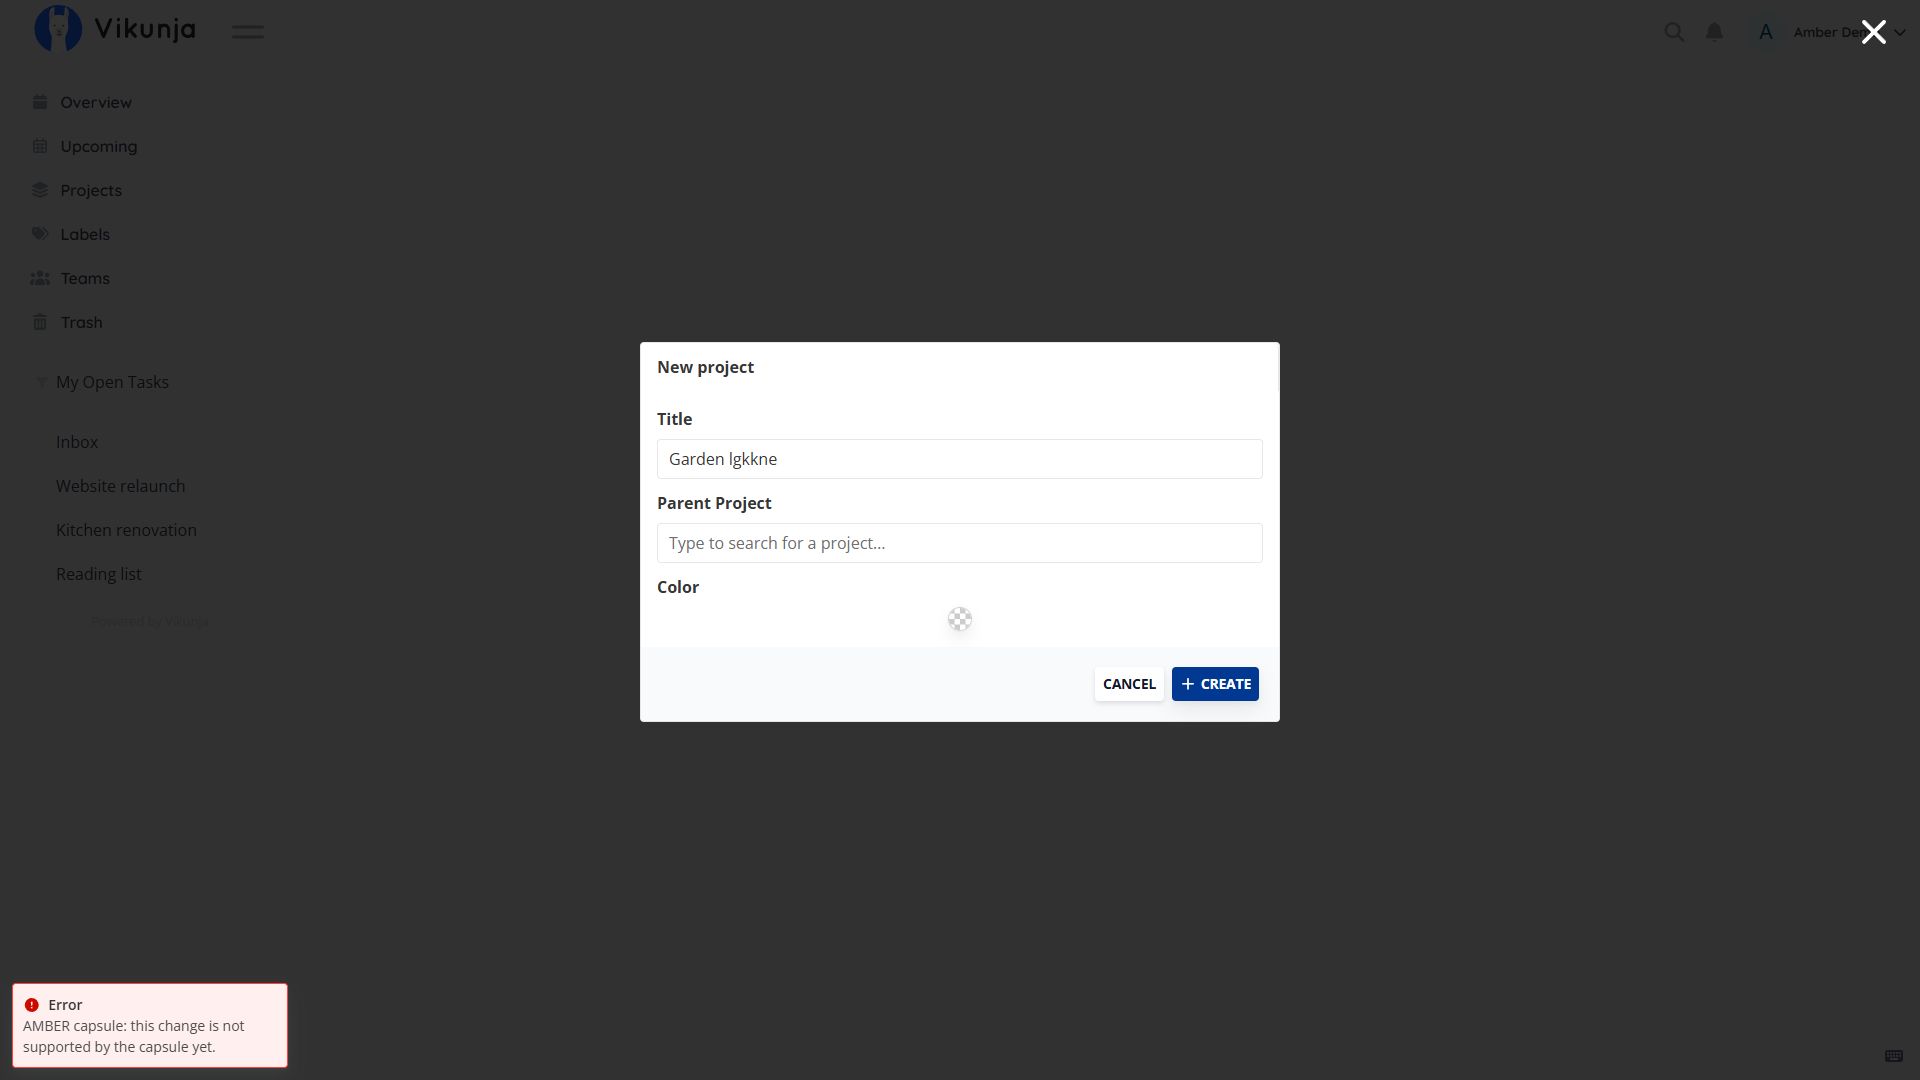 Vikunja
A
Overview
Upcoming
Projects
Labels
Teams
Trash
My Open Tasks
Inbox
Website relaunch
Kitchen renovation
Reading list
Powered by Vikunja
New project
Title
Garden lgkkne
Parent Project
Type to search for a project...
Color
CANCEL
CREATE
Error
AMBER capsule: this change is not
supported by the capsule yet.
Amber